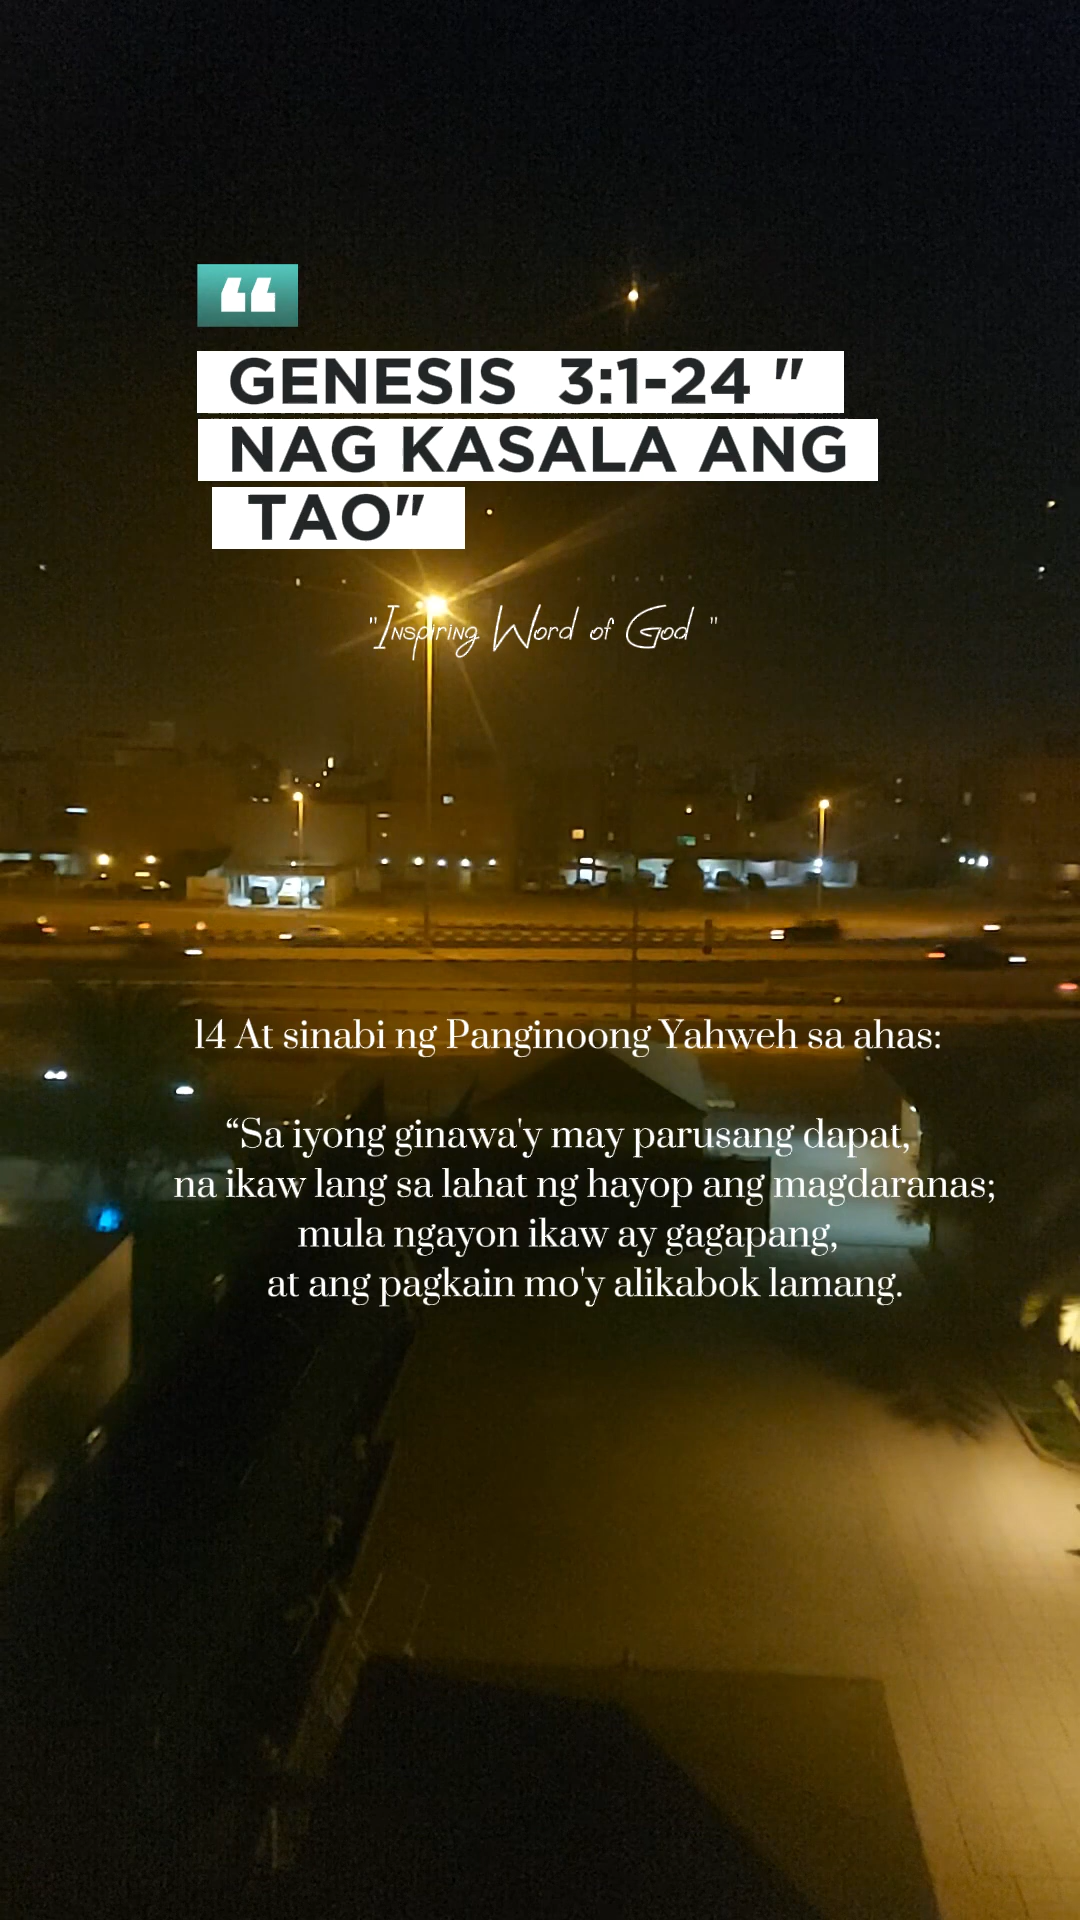 ❝
GENESIS 3:1-24 "
NAG KASALA ANG
TAO"
"Inspiring Word of God "
14 At sinabi ng Panginoong Yahweh sa ahas:
“Sa iyong ginawa'y may parusang dapat,
na ikaw lang sa lahat ng hayop ang magdaranas;
mula ngayon ikaw ay gagapang,
at ang pagkain mo'y alikabok lamang.